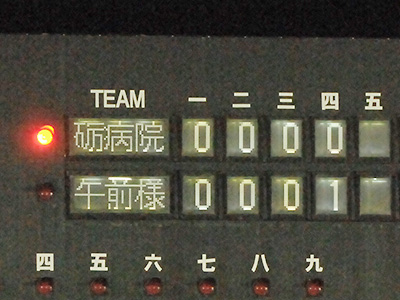 TEAM 一 二 三 四 五
砺病院 0 0 0 0
午前様 0 0 0 1
四 五 六 七 八 九